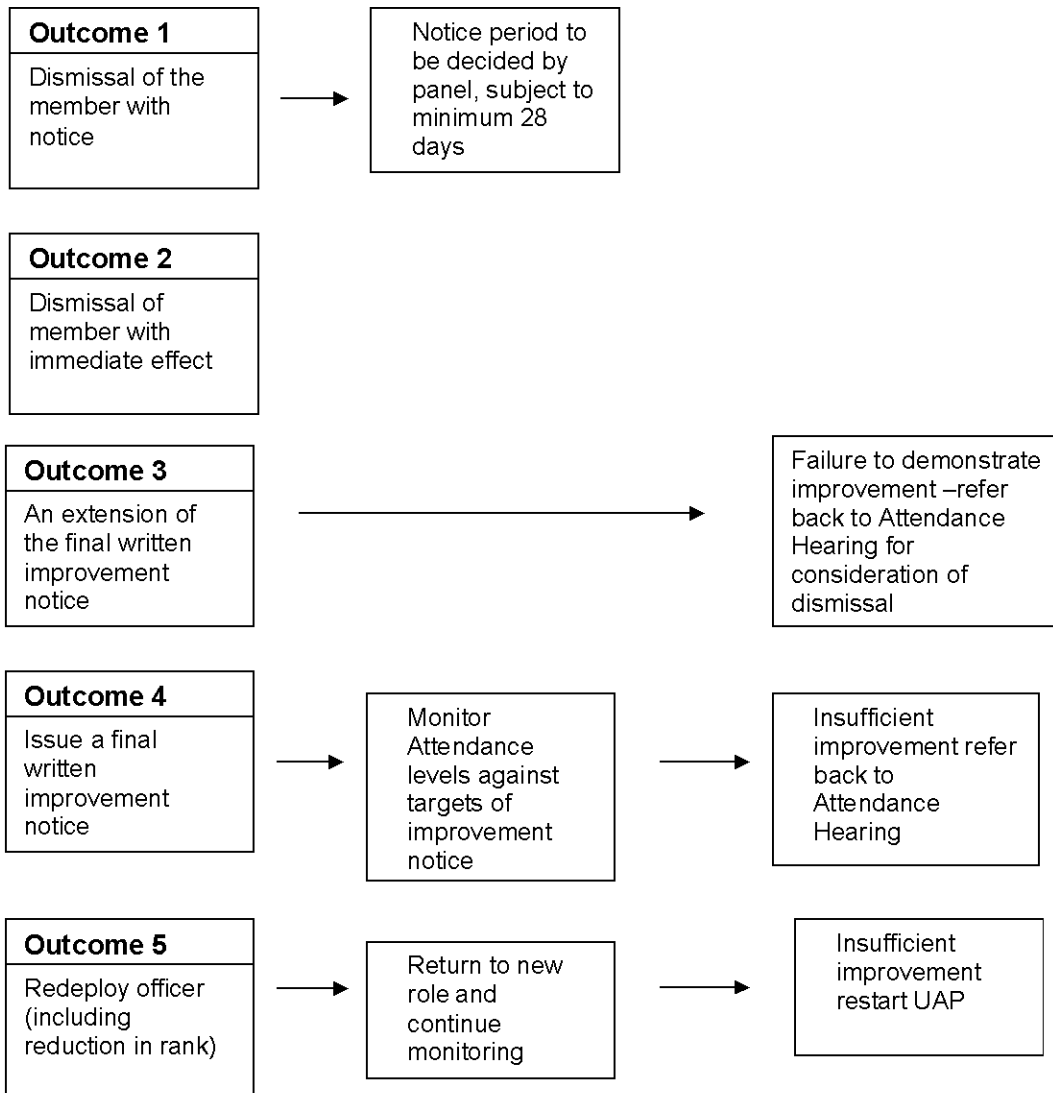 Outcome 1
Dismissal of the
member with
notice
Notice period to
be decided by
panel, subject to
minimum 28
days
Outcome 2
Dismissal of
member with
immediate effect
Outcome 3
An extension of
the final written
improvement
notice
Failure to demonstrate
improvement –refer
back to Attendance
Hearing for
consideration of
dismissal
Outcome 4
Issue a final
written
improvement
notice
Monitor
Attendance
levels against
targets of
improvement
notice
Insufficient
improvement refer
back to
Attendance
Hearing
Outcome 5
Redeploy officer
(including
reduction in rank)
Return to new
role and
continue
monitoring
Insufficient
improvement
restart UAP